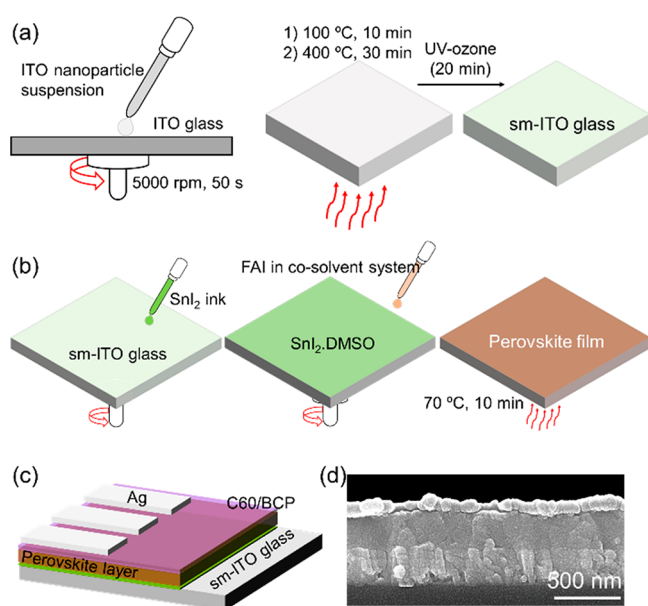 (a)
ITO nanoparticle
suspension
ITO glass
5000 rpm, 50 s
1) 100 ºC, 10 min
2) 400 ºC, 30 min
UV-ozone
(20 min)
sm-ITO glass
(b)
SnI₂ ink
sm-ITO glass
FAI in co-solvent system
SnI₂.DMSO
Perovskite film
70 ºC, 10 min
(c)
Ag
C60/BCP
Perovskite layer
sm-ITO glass
(d)
500 nm